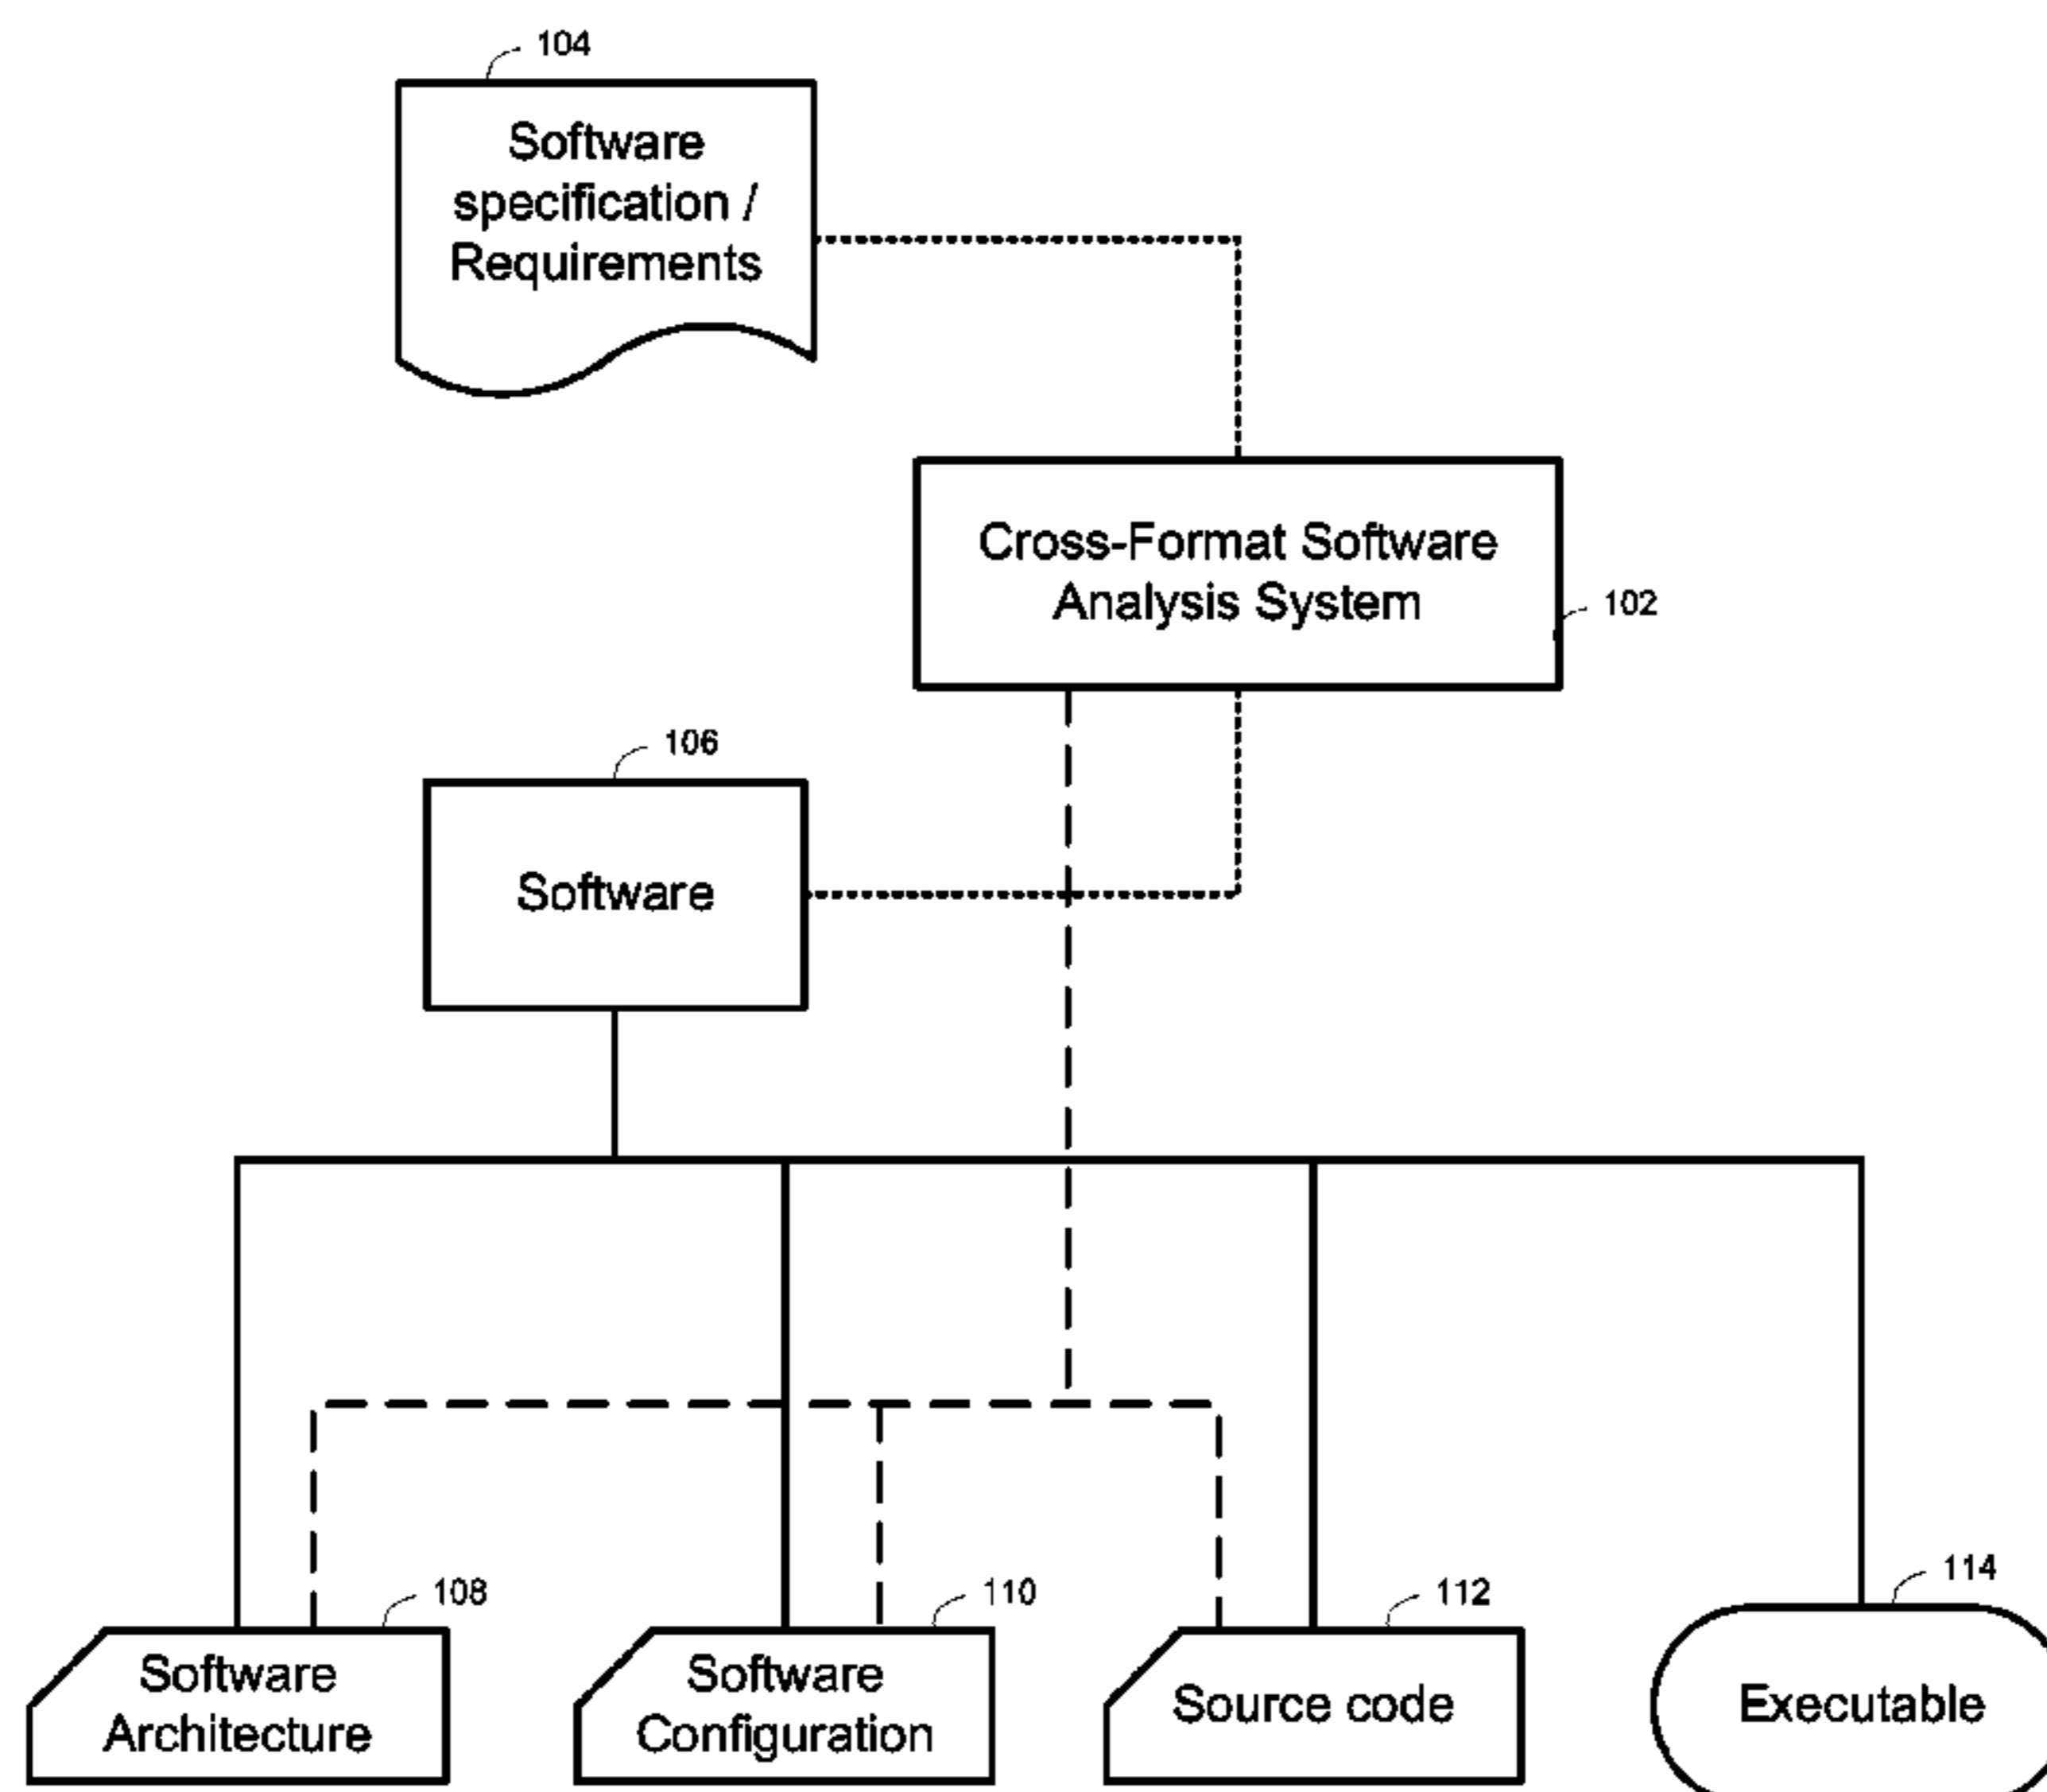 104
Software
specification /
Requirements
Cross-Format Software
Analysis System
102
106
Software
108
Software
Architecture
110
Software
Configuration
112
Source code
114
Executable